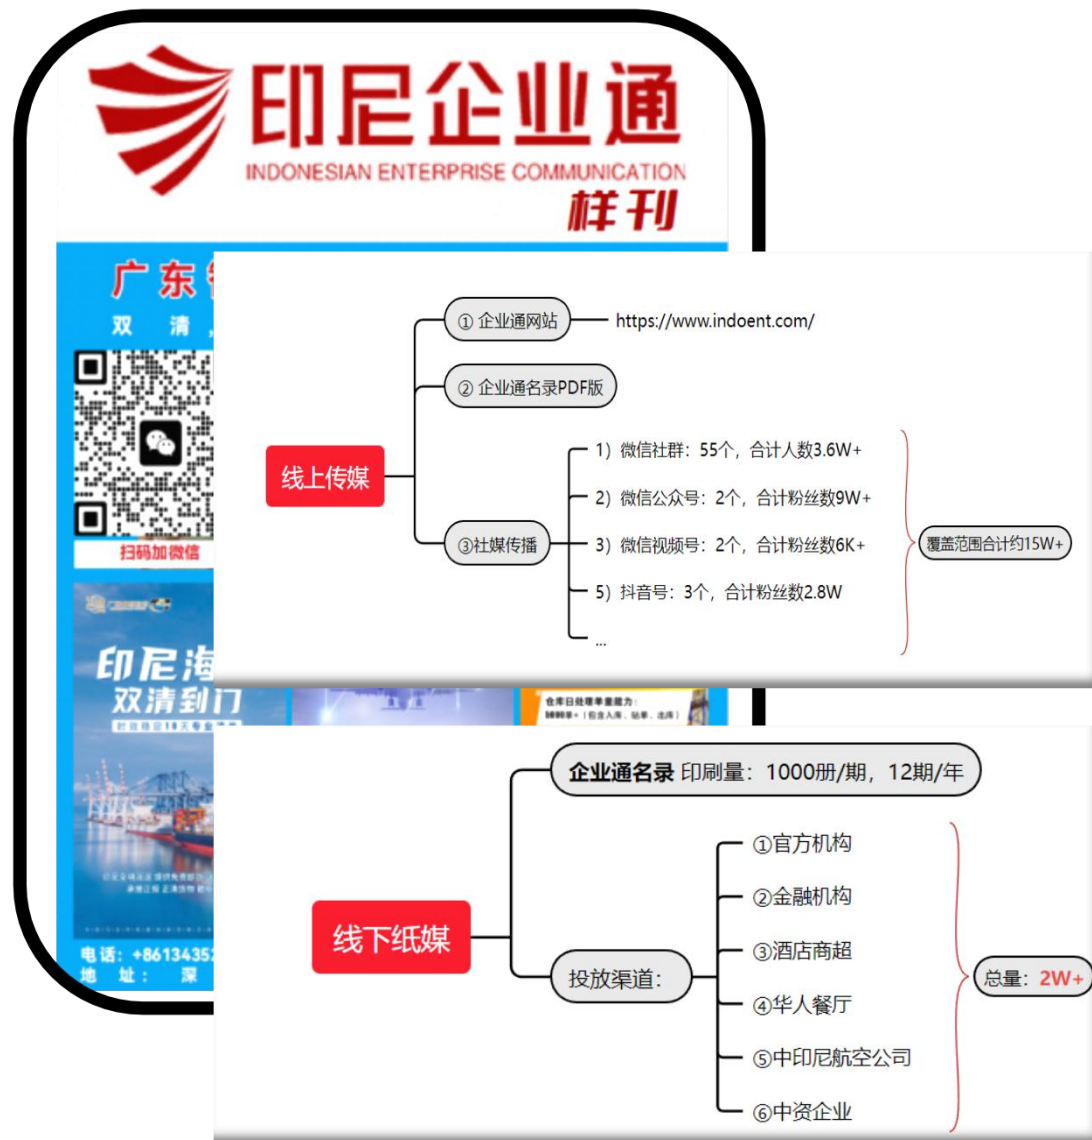 印尼企业通
INDONESIAN ENTERPRISE COMMUNICATION
样刊
广东
双 清，
扫码加微信
印尼海
双清到门
仓库日处理单量能力：
（包含入库、贴单、出库）
电话：+86134352
地 址： 深
线上传媒
① 企业通网站
https://www.indoent.com/
② 企业通名录PDF版
③社媒传播
1）微信社群：55个，合计人数3.6W+
2）微信公众号：2个，合计粉丝数9W+
3）微信视频号：2个，合计粉丝数6K+
5）抖音号：3个，合计粉丝数2.8W
...
覆盖范围合计约15W+
线下纸媒
企业通名录 印刷量：1000册/期，12期/年
投放渠道：
①官方机构
②金融机构
③酒店商超
④华人餐厅
⑤中印尼航空公司
⑥中资企业
总量：2W+